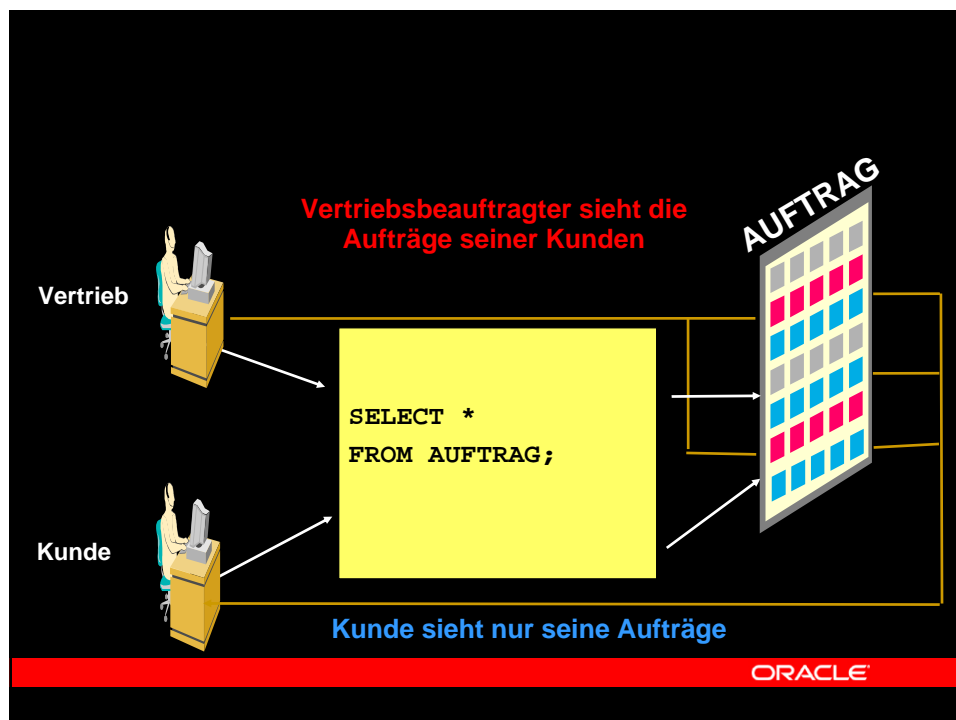 AUFTRAG
Vertriebsbeauftragter sieht die
Aufträge seiner Kunden
Vertrieb
SELECT *
FROM AUFTRAG;
Kunde
Kunde sieht nur seine Aufträge
ORACLE